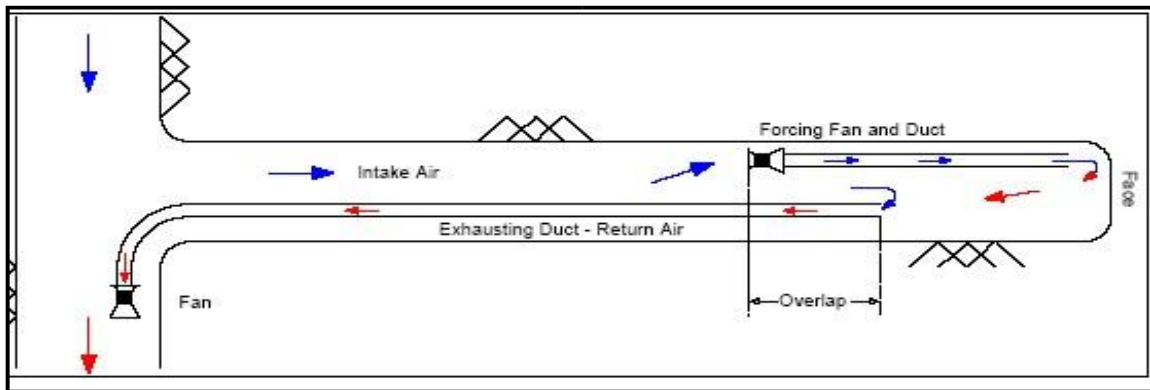 Forcing Fan and Duct
Intake Air
Face
Exhausting Duct - Return Air
Fan
Overlap